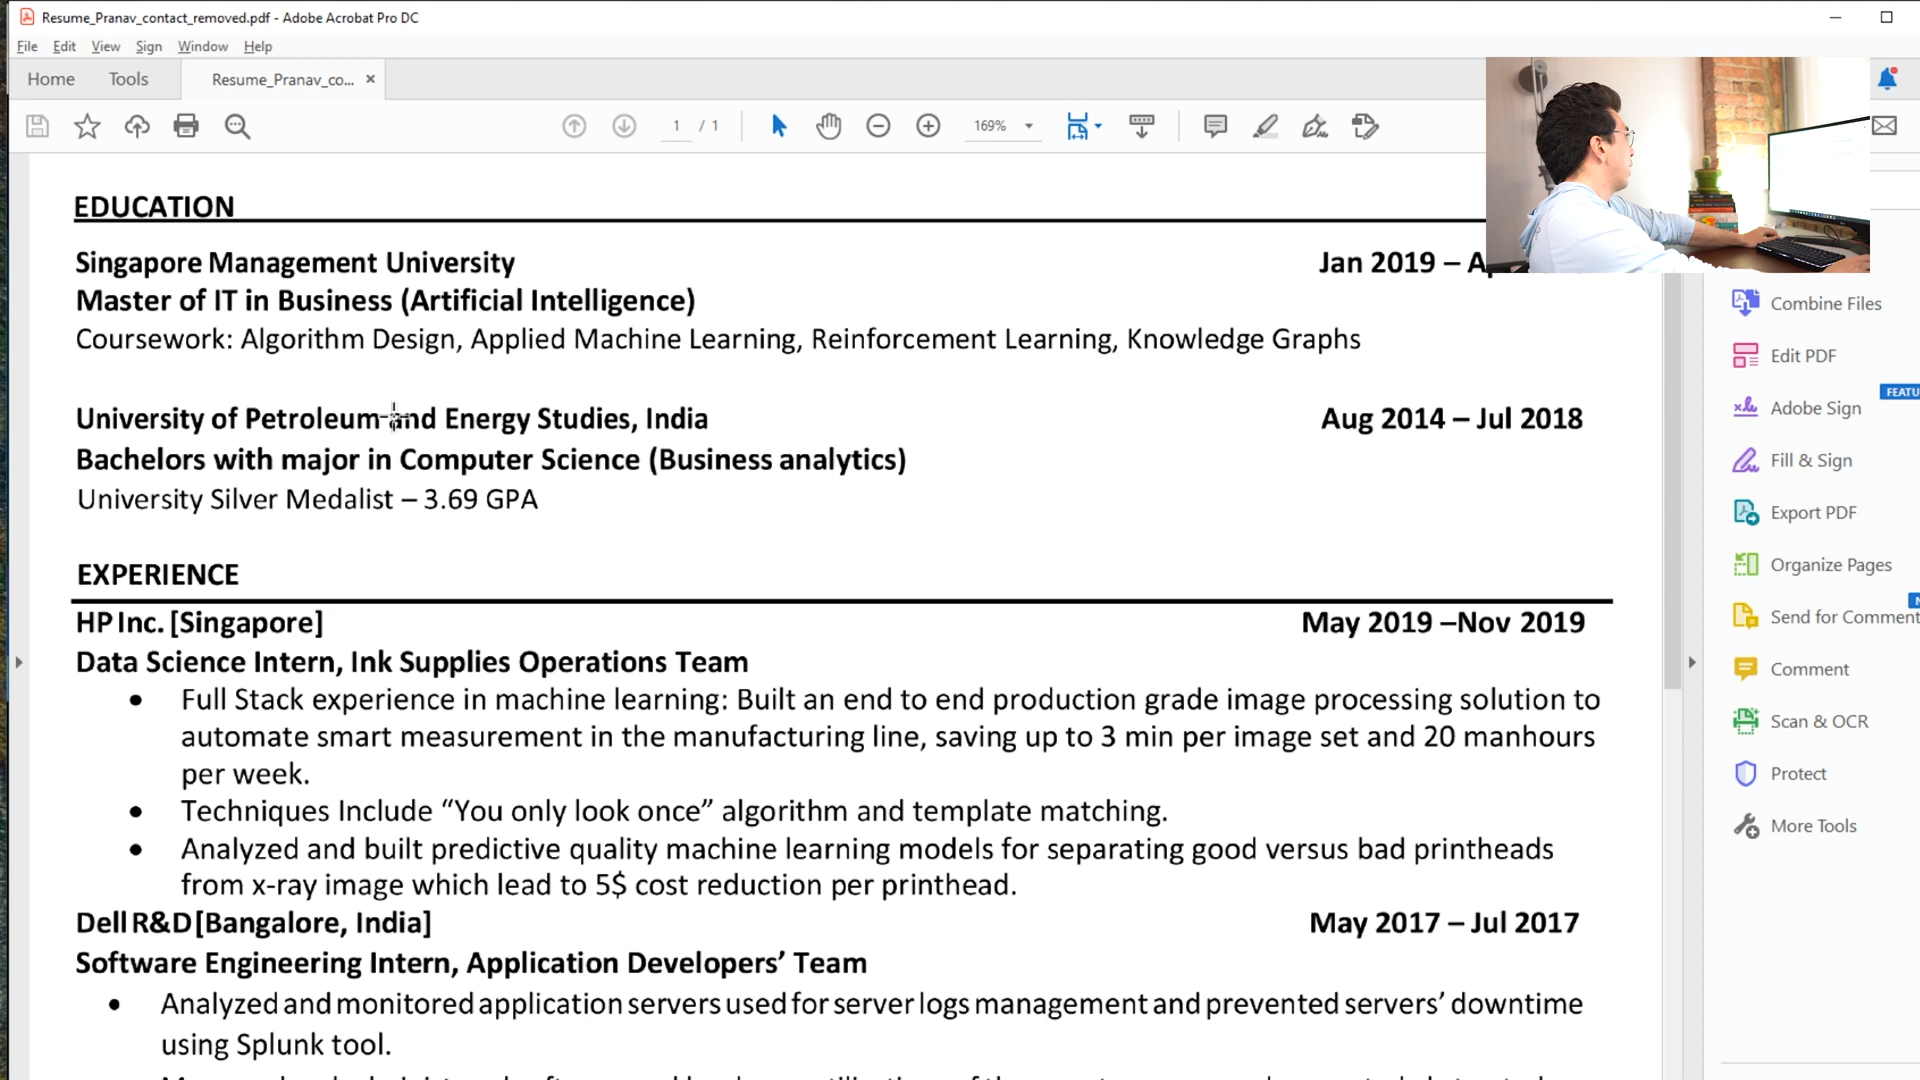 Resume_Pranav_contact_removed.pdf - Adobe Acrobat Pro DC
File Edit View Sign Window Help
Home Tools Resume_Pranav_co... ×
1 / 1 169%
EDUCATION
Singapore Management University Jan 2019 –
Master of IT in Business (Artificial Intelligence)
Coursework: Algorithm Design, Applied Machine Learning, Reinforcement Learning, Knowledge Graphs
University of Petroleum and Energy Studies, India Aug 2014 – Jul 2018
Bachelors with major in Computer Science (Business analytics)
University Silver Medalist – 3.69 GPA
EXPERIENCE
HP Inc. [Singapore] May 2019 –Nov 2019
Data Science Intern, Ink Supplies Operations Team
• Full Stack experience in machine learning: Built an end to end production grade image processing solution to
automate smart measurement in the manufacturing line, saving up to 3 min per image set and 20 manhours
per week.
• Techniques Include “You only look once” algorithm and template matching.
• Analyzed and built predictive quality machine learning models for separating good versus bad printheads
from x-ray image which lead to 5$ cost reduction per printhead.
Dell R&D [Bangalore, India] May 2017 – Jul 2017
Software Engineering Intern, Application Developers’ Team
• Analyzed and monitored application servers used for server logs management and prevented servers’ downtime
using Splunk tool.
Combine Files
Edit PDF
FEATU
Adobe Sign
Fill & Sign
Export PDF
Organize Pages
N
Send for Comment
Comment
Scan & OCR
Protect
More Tools